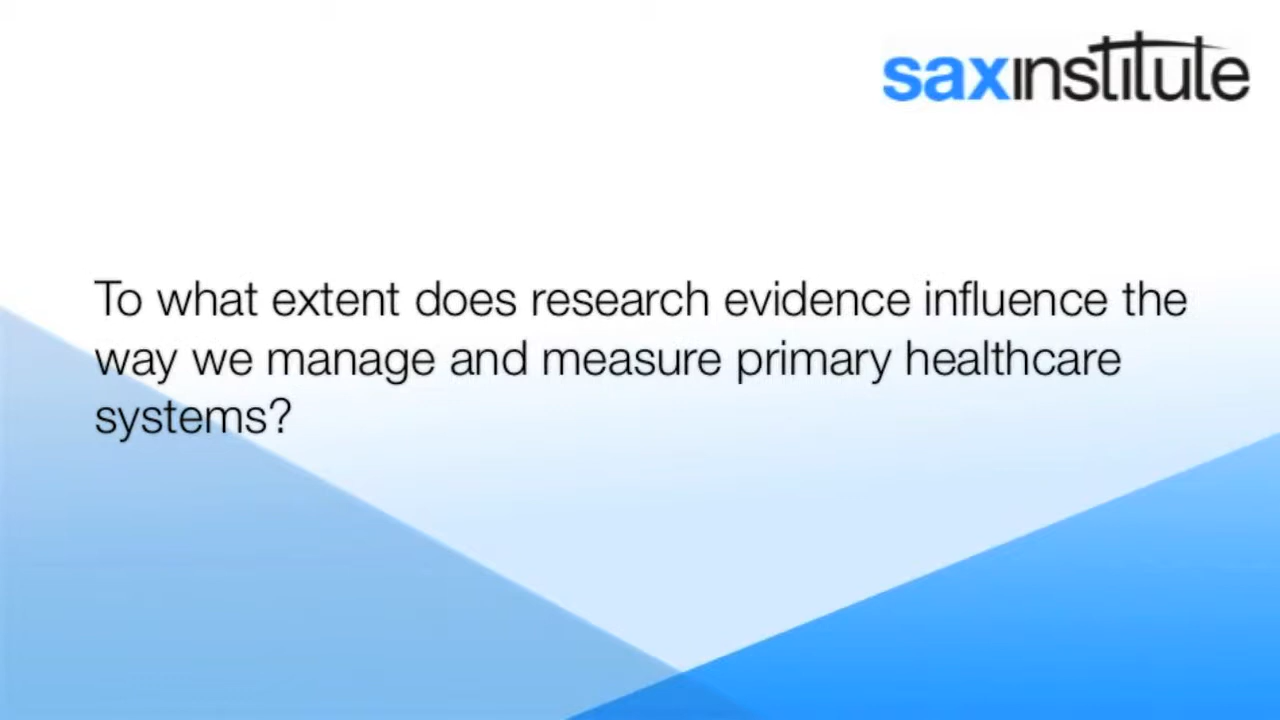 saxinstitute
To what extent does research evidence influence the
way we manage and measure primary healthcare
systems?